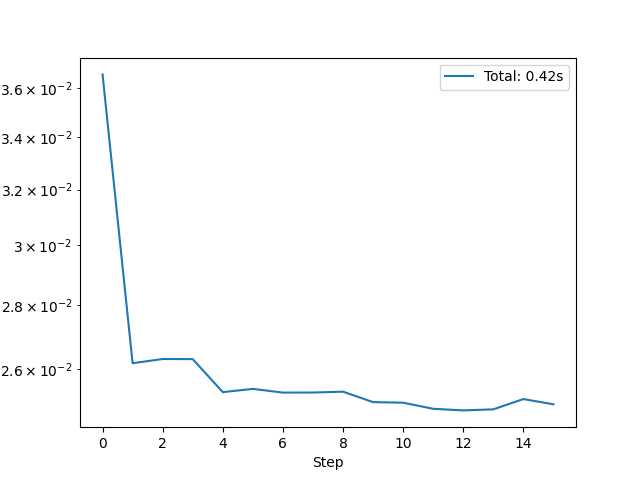 Total: 0.42s
3.6 × 10⁻²
3.4 × 10⁻²
3.2 × 10⁻²
3 × 10⁻²
2.8 × 10⁻²
2.6 × 10⁻²
0 2 4 6 8 10 12 14
Step